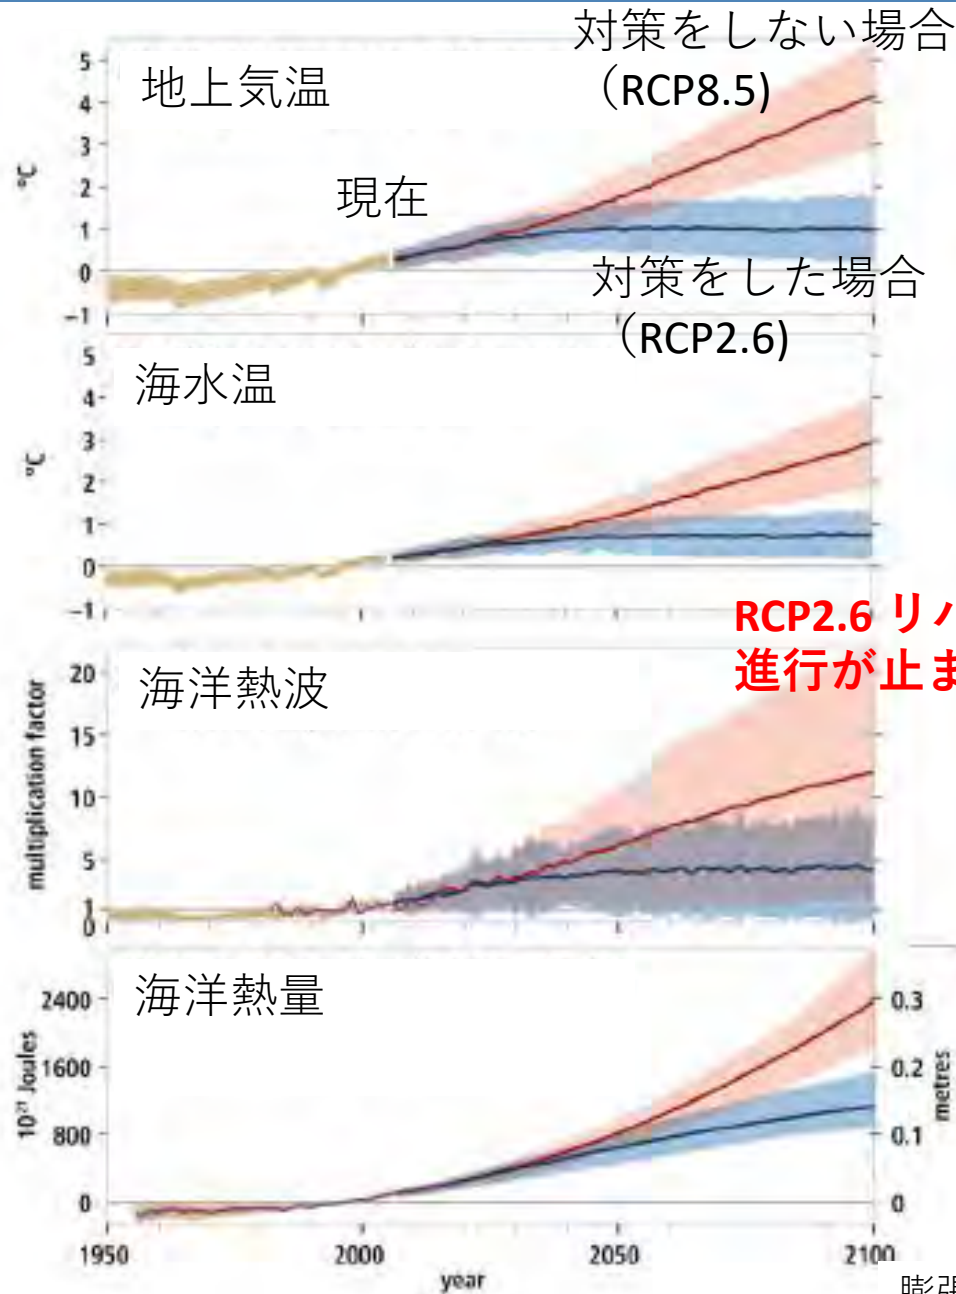 対策をしない場合
（RCP8.5)
地上気温
現在
対策をした場合
（RCP2.6)
°C
5
4
3
2
1
0
−1
海水温
°C
5
4
3
2
1
0
−1
RCP2.6 リ
進行が止ま
海洋熱波
multiplication factor
20
15
10
5
1
0
海洋熱量
10²¹ Joules
2400
1600
800
0
0.3
0.2
0.1
0
metres
1950
2000
2050
2100
year
膨張